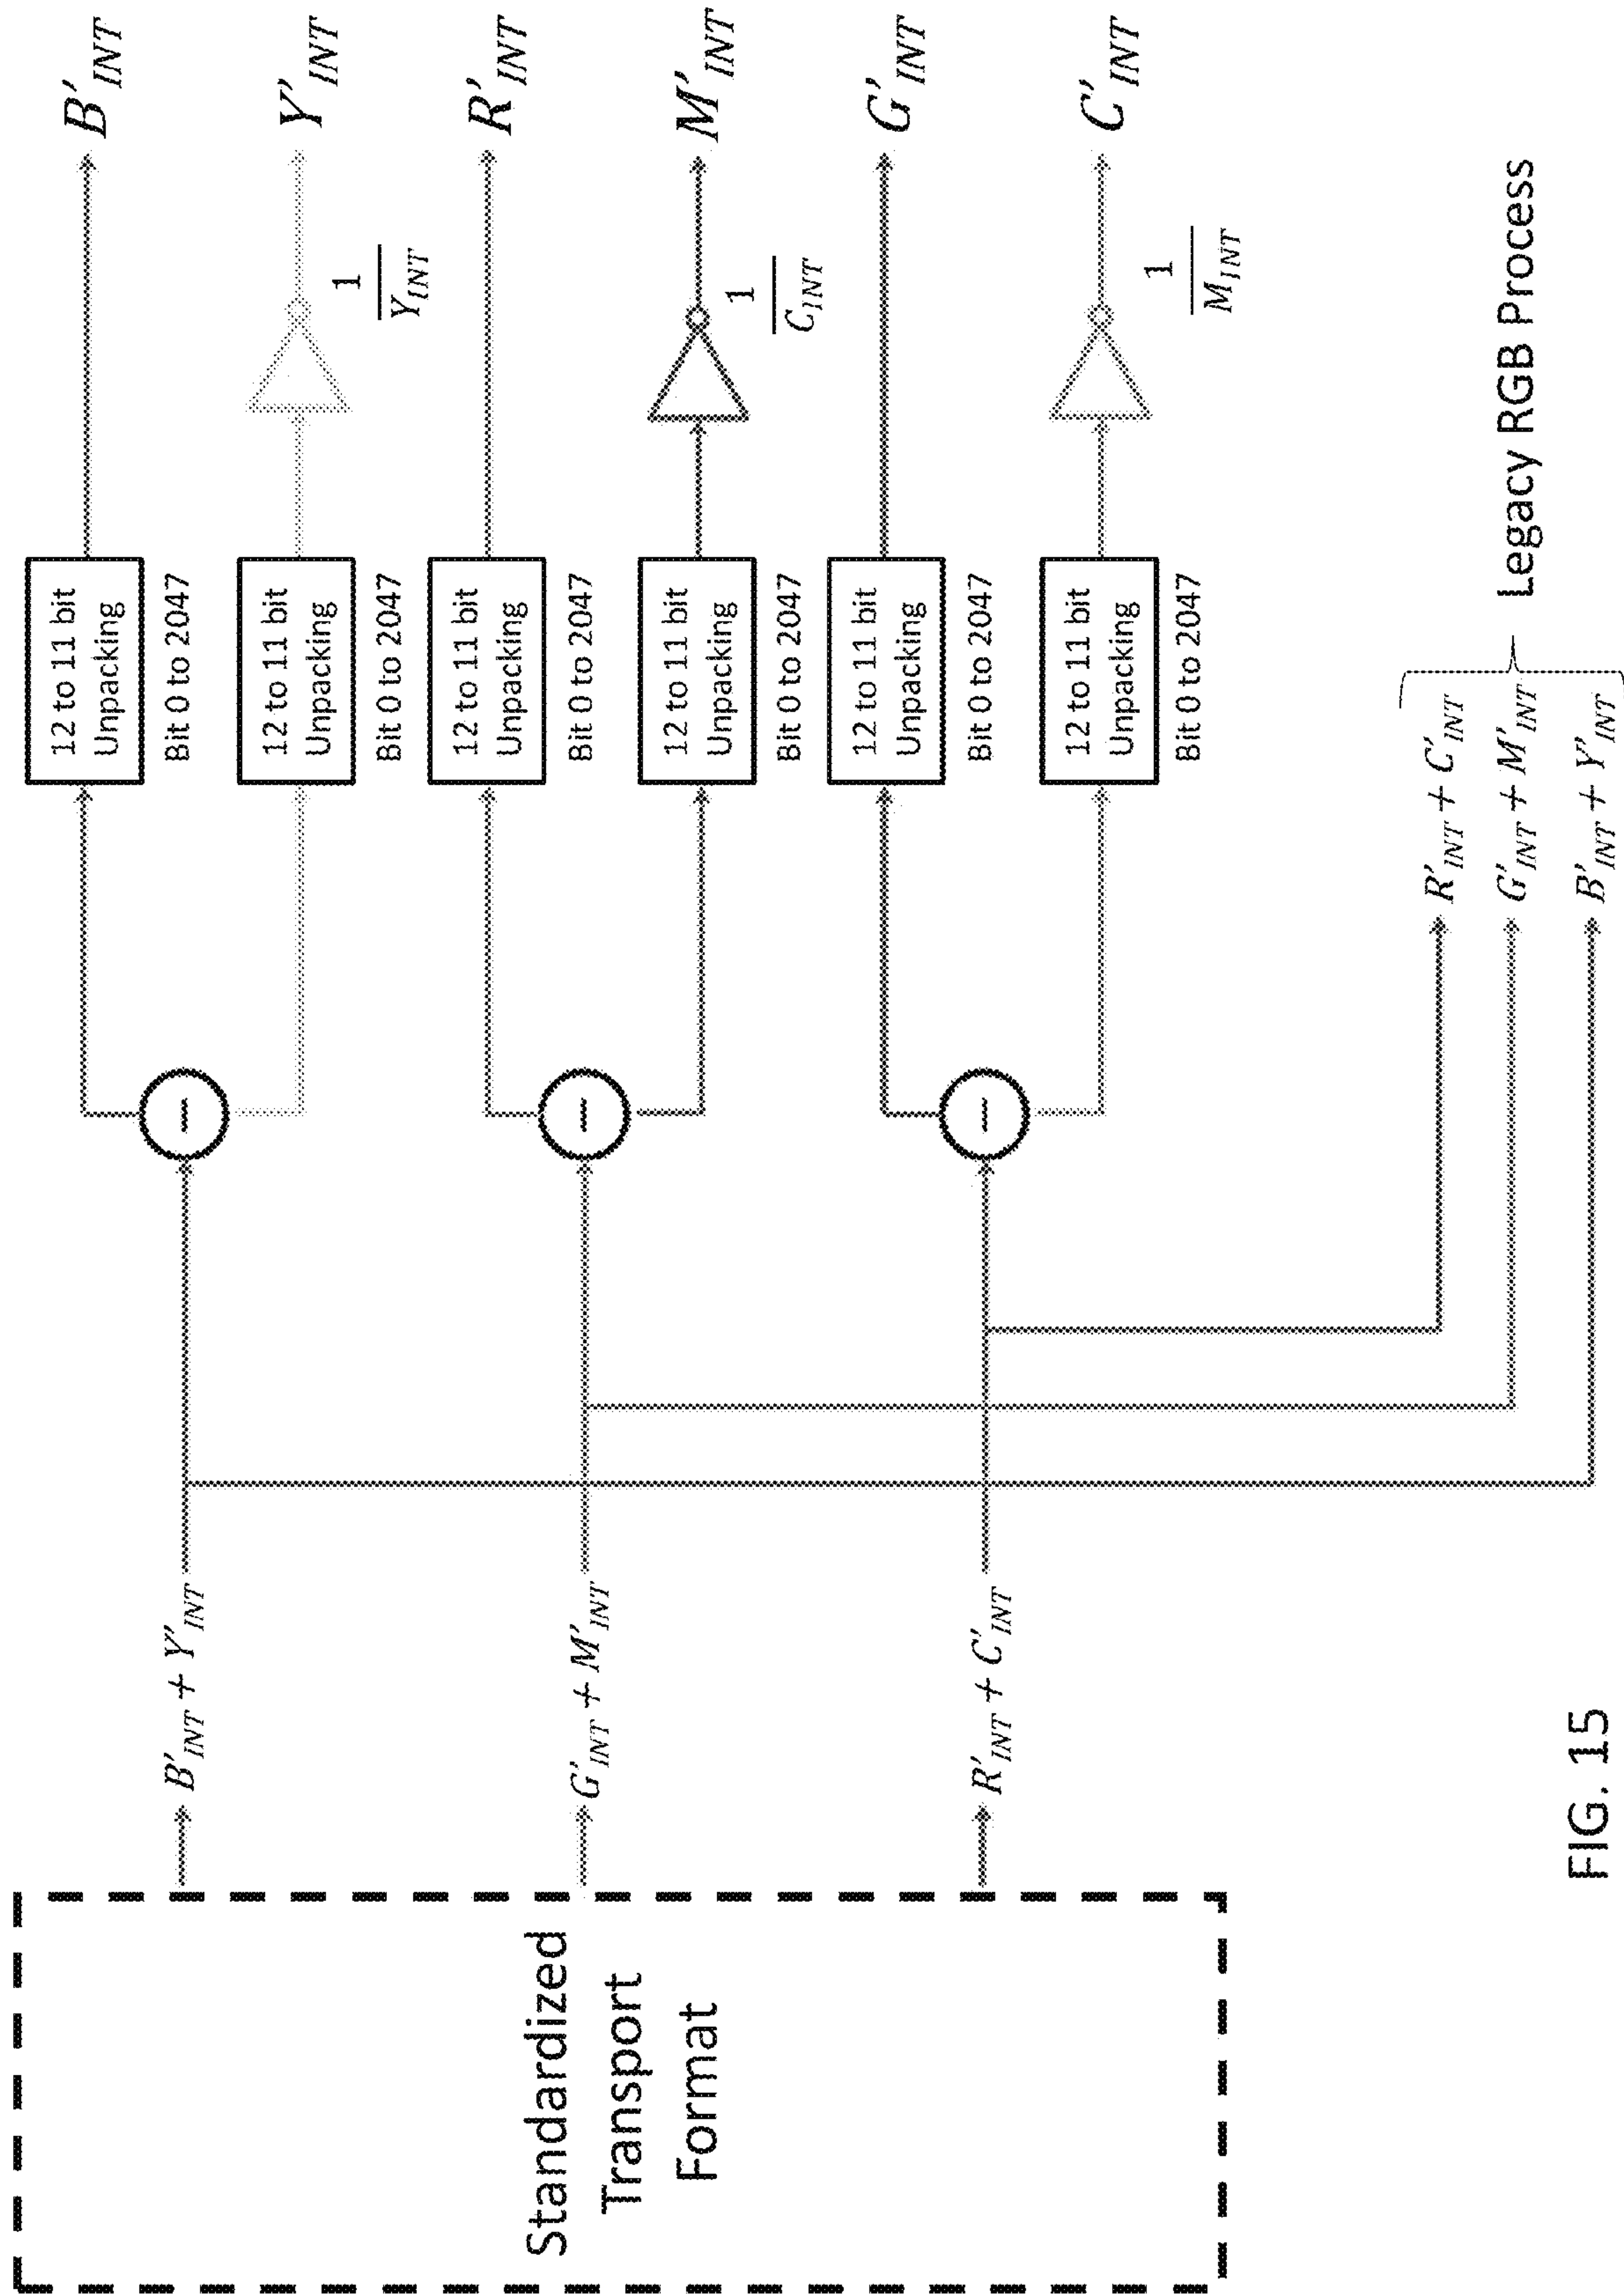 Standardized
Transport
Format
B'INT + Y'INT
G'INT + M'INT
R'INT + C'INT
−
−
−
12 to 11 bit
Unpacking
Bit 0 to 2047
12 to 11 bit
Unpacking
Bit 0 to 2047
12 to 11 bit
Unpacking
Bit 0 to 2047
12 to 11 bit
Unpacking
Bit 0 to 2047
12 to 11 bit
Unpacking
Bit 0 to 2047
12 to 11 bit
Unpacking
Bit 0 to 2047
1
YINT
1
CINT
1
MINT
B'INT
Y'INT
R'INT
M'INT
G'INT
C'INT
R'INT + C'INT
G'INT + M'INT
B'INT + Y'INT
Legacy RGB Process
FIG. 15